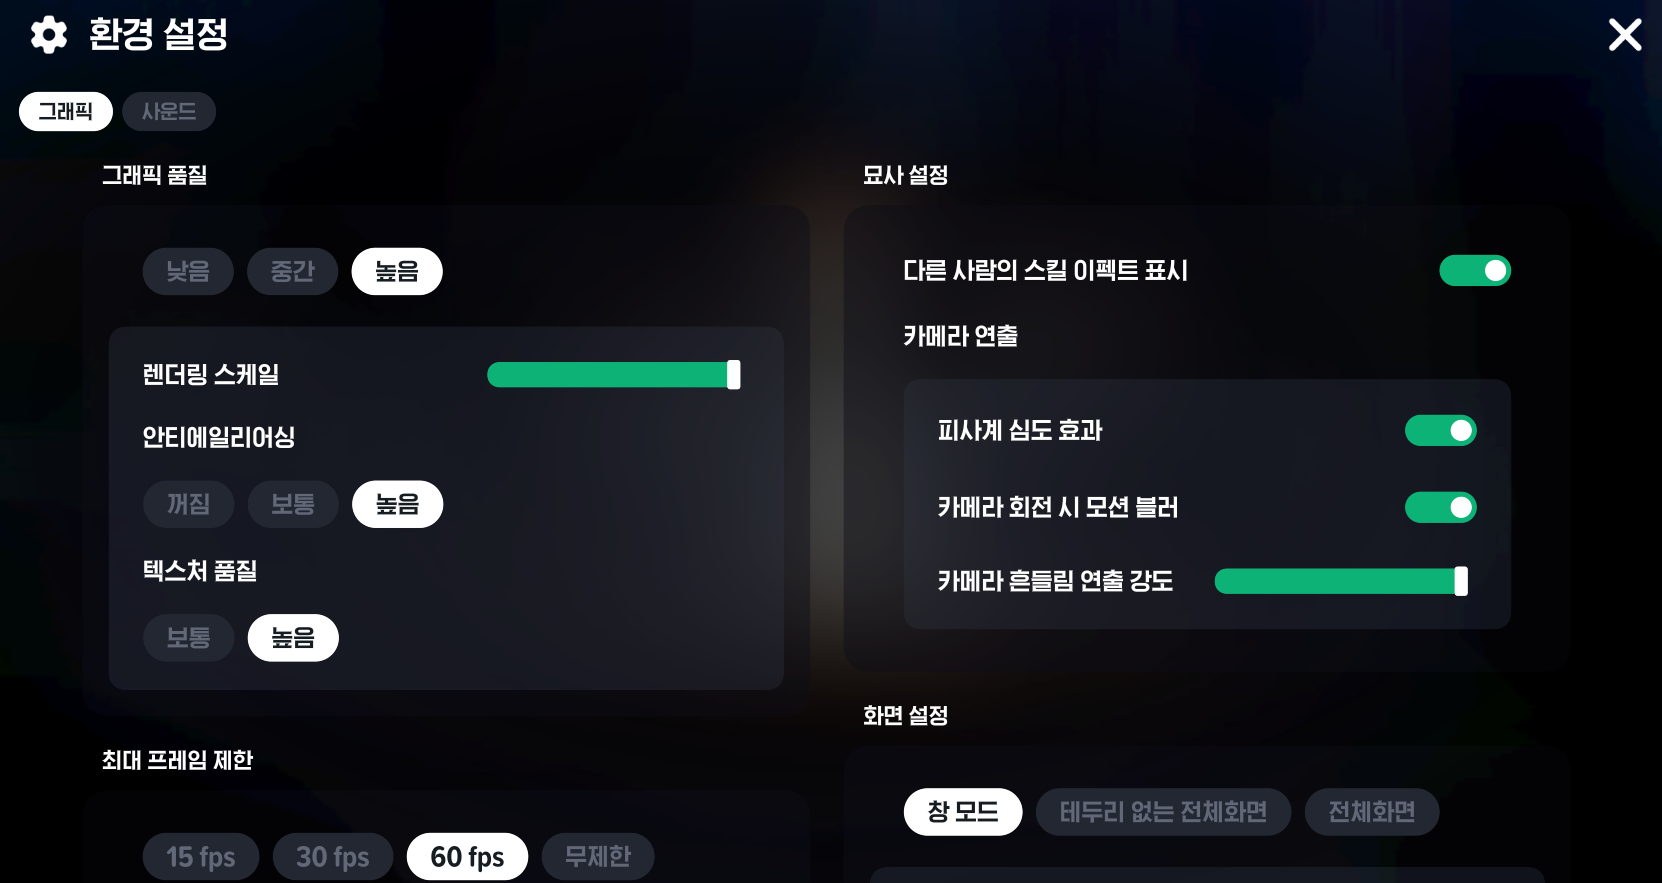 환경 설정
그래픽 사운드
그래픽 품질
낮음 중간 높음
렌더링 스케일
안티에일리어싱
꺼짐 보통 높음
텍스처 품질
보통 높음
최대 프레임 제한
15 fps 30 fps 60 fps 무제한
묘사 설정
다른 사람의 스킬 이펙트 표시
카메라 연출
피사계 심도 효과
카메라 회전 시 모션 블러
카메라 흔들림 연출 강도
화면 설정
창 모드 테두리 없는 전체화면 전체화면